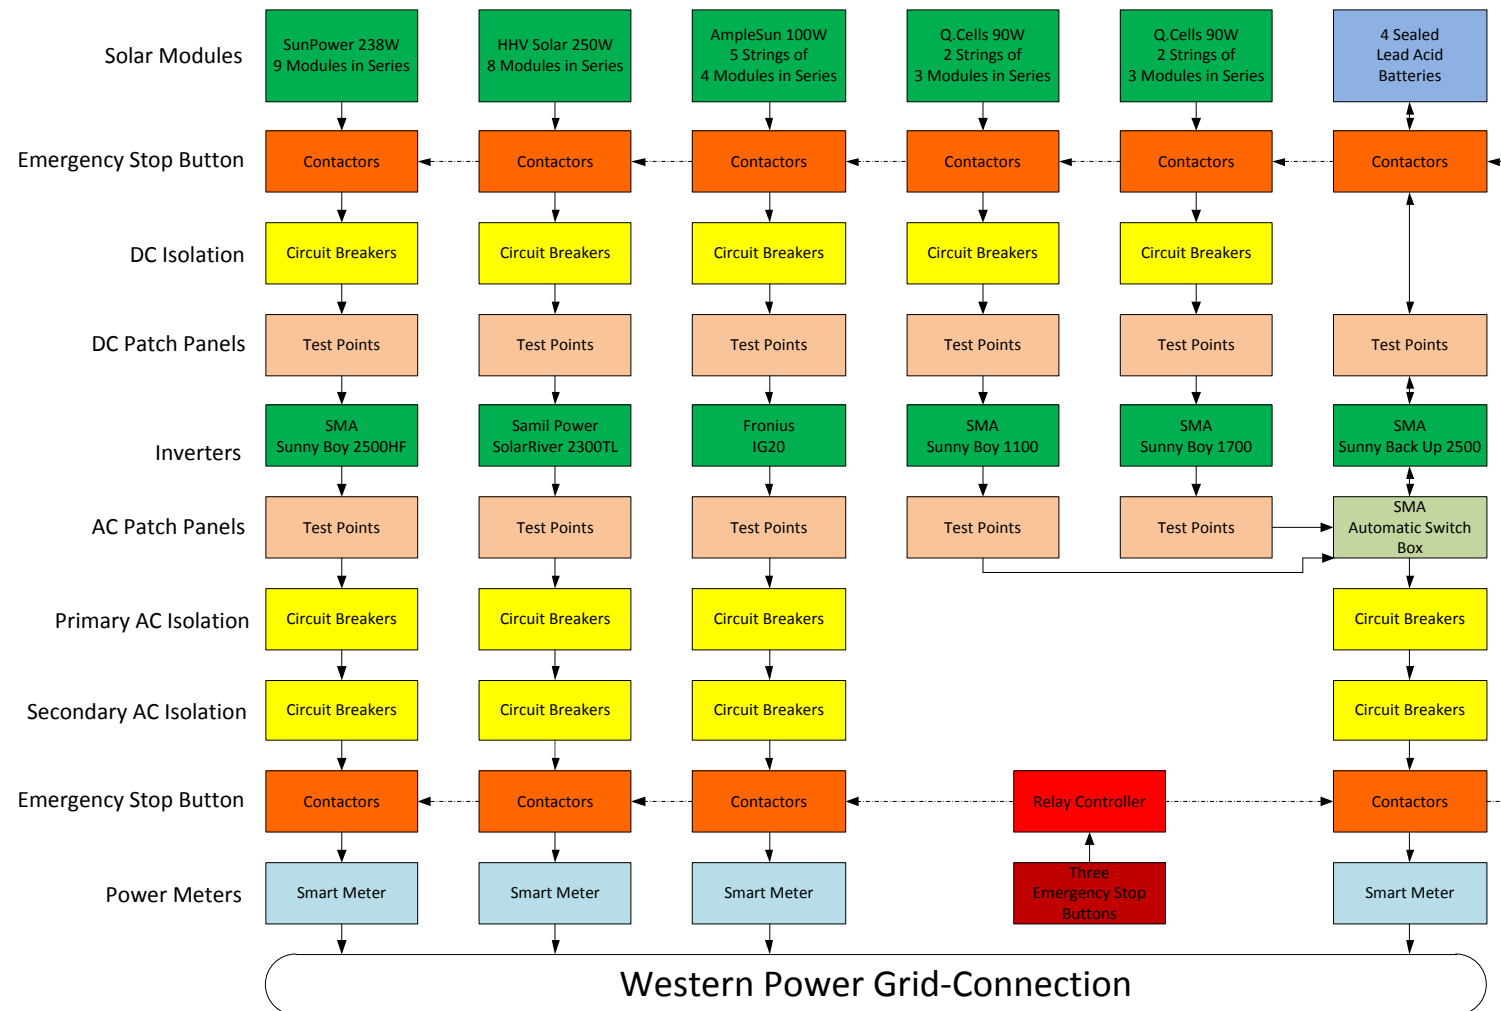 Solar Modules
SunPower 238W
9 Modules in Series
HHV Solar 250W
8 Modules in Series
AmpleSun 100W
5 Strings of
4 Modules in Series
Q.Cells 90W
2 Strings of
3 Modules in Series
Q.Cells 90W
2 Strings of
3 Modules in Series
4 Sealed
Lead Acid
Batteries
Emergency Stop Button
Contactors
Contactors
Contactors
Contactors
Contactors
Contactors
DC Isolation
Circuit Breakers
Circuit Breakers
Circuit Breakers
Circuit Breakers
Circuit Breakers
DC Patch Panels
Test Points
Test Points
Test Points
Test Points
Test Points
Test Points
Inverters
SMA
Sunny Boy 2500HF
Samil Power
SolarRiver 2300TL
Fronius
IG20
SMA
Sunny Boy 1100
SMA
Sunny Boy 1700
SMA
Sunny Back Up 2500
AC Patch Panels
Test Points
Test Points
Test Points
Test Points
Test Points
SMA
Automatic Switch
Box
Primary AC Isolation
Circuit Breakers
Circuit Breakers
Circuit Breakers
Circuit Breakers
Secondary AC Isolation
Circuit Breakers
Circuit Breakers
Circuit Breakers
Circuit Breakers
Emergency Stop Button
Contactors
Contactors
Contactors
Relay Controller
Contactors
Power Meters
Smart Meter
Smart Meter
Smart Meter
Three
Emergency Stop
Buttons
Smart Meter
Western Power Grid-Connection